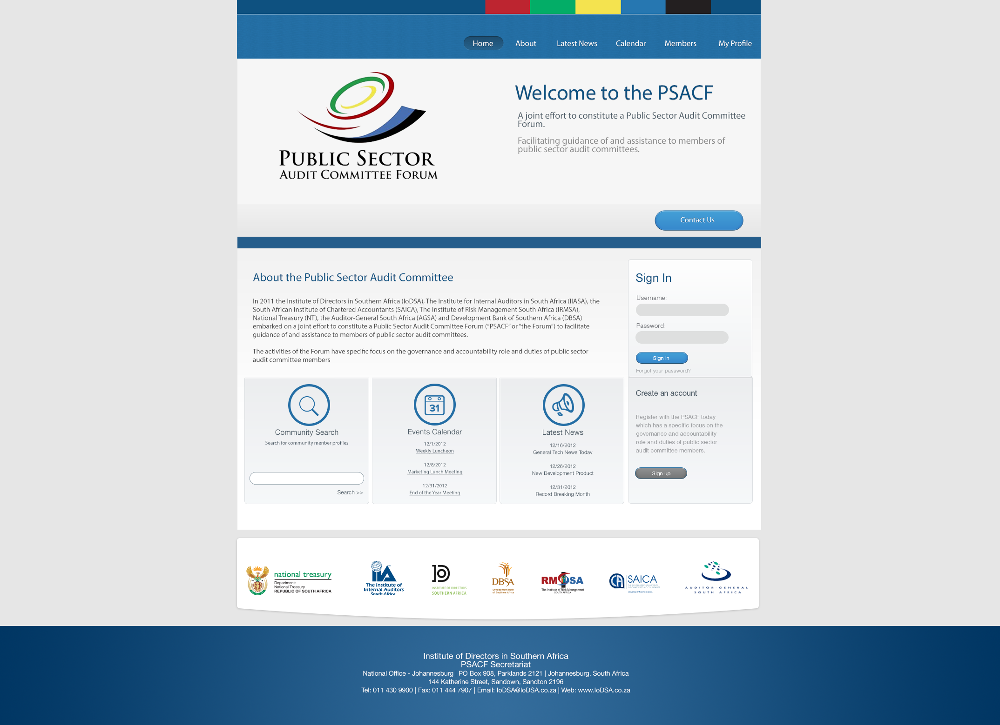 Home About Latest News Calendar Members My Profile
PUBLIC SECTOR
AUDIT COMMITTEE FORUM
Welcome to the PSACF
A joint effort to constitute a Public Sector Audit Committee
Forum.
Facilitating guidance of and assistance to members of
public sector audit committees.
Contact Us
About the Public Sector Audit Committee
In 2011 the Institute of Directors in Southern Africa (IoDSA), The Institute for Internal Auditors in South Africa (IIASA), the
South African Institute of Chartered Accountants (SAICA), The Institute of Risk Management South Africa (IRMSA),
National Treasury (NT), the Auditor-General South Africa (AGSA) and Development Bank of Southern Africa (DBSA)
embarked on a joint effort to constitute a Public Sector Audit Committee Forum (“PSACF” or “the Forum”) to facilitate
guidance of and assistance to members of public sector audit committees.
The activities of the Forum have specific focus on the governance and accountability role and duties of public sector
audit committee members
Sign In
Username:
Password:
Sign in
Forgot your password?
Community Search
Search for community menber profiles
Search >>
31
Events Calendar
12/1/2012
Weekly Luncheon
12/8/2012
Marketing Lunch Meeting
12/31/2012
End of the Year Meeting
Latest News
12/16/2012
General Tech News Today
12/26/2012
New Development Product
12/31/2012
Record Breaking Month
Create an account
Register with the PSACF today
which has a specific focus on the
governance and accountability
role and duties of public sector
audit committee members.
Sign up
national treasury
Department:
National Treasury
REPUBLIC OF SOUTH AFRICA
IIA
The Institute of
Internal Auditors
South Africa
INSTITUTE OF DIRECTORS
SOUTHERN AFRICA
DBSA
Development Bank
of Southern Africa
RMSA
The Institute of Risk Management
SOUTH AFRICA
CA SAICA
THE SOUTH AFRICAN INSTITUTE
OF CHARTERED ACCOUNTANTS
develop.influence.lead.
AUDITOR-GENERAL
SOUTH AFRICA
Institute of Directors in Southern Africa
PSACF Secretariat
National Office - Johannesburg | PO Box 908, Parklands 2121 | Johannesburg, South Africa
144 Katherine Street, Sandown, Sandton 2196
Tel: 011 430 9900 | Fax: 011 444 7907 | Email: IoDSA@IoDSA.co.za | Web: www.IoDSA.co.za